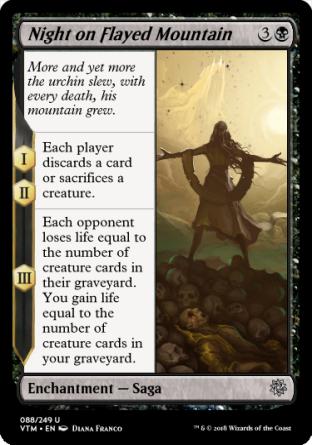 Night on Flayed Mountain 3
More and yet more
the urchin slew, with
every death, his
mountain grew.
I
II
Each player
discards a card
or sacrifices a
creature.
III
Each opponent
loses life equal to
the number of
creature cards in
their graveyard.
You gain life
equal to the
number of
creature cards in
your graveyard.
Enchantment — Saga
088/249 U
VTM • EN Diana Franco
™ & © 2018 Wizards of the Coast